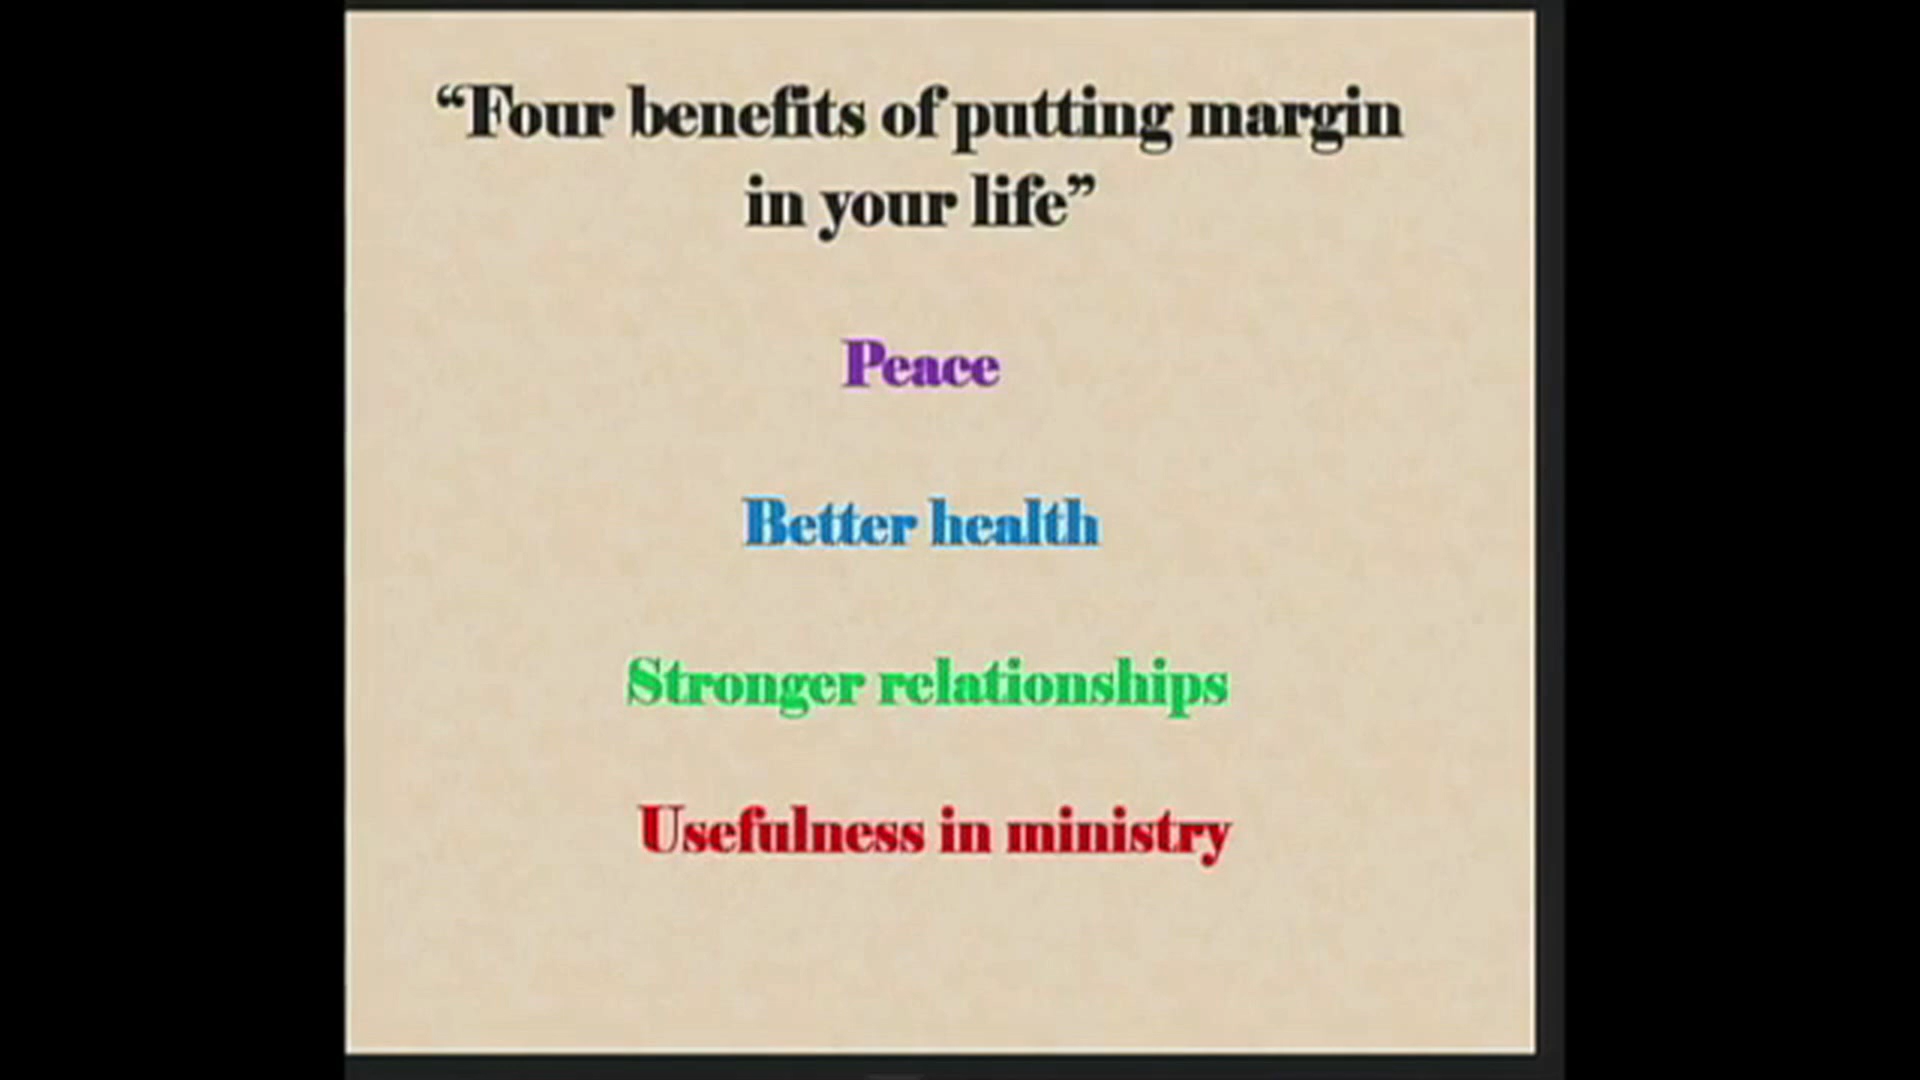 “Four benefits of putting margin
in your life”
Peace
Better health
Stronger relationships
Usefulness in ministry